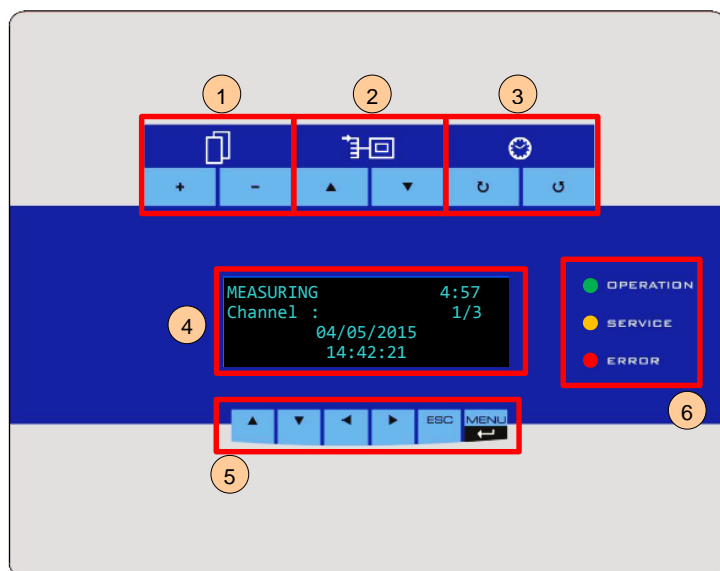 1 2 3
+ - ▲ ▼ ↻ ↺
MEASURING 4:57
Channel : 1/3
04/05/2015
14:42:21
4
OPERATION
SERVICE
ERROR
6
▲ ▼ ◀ ▶ ESC MENU
5